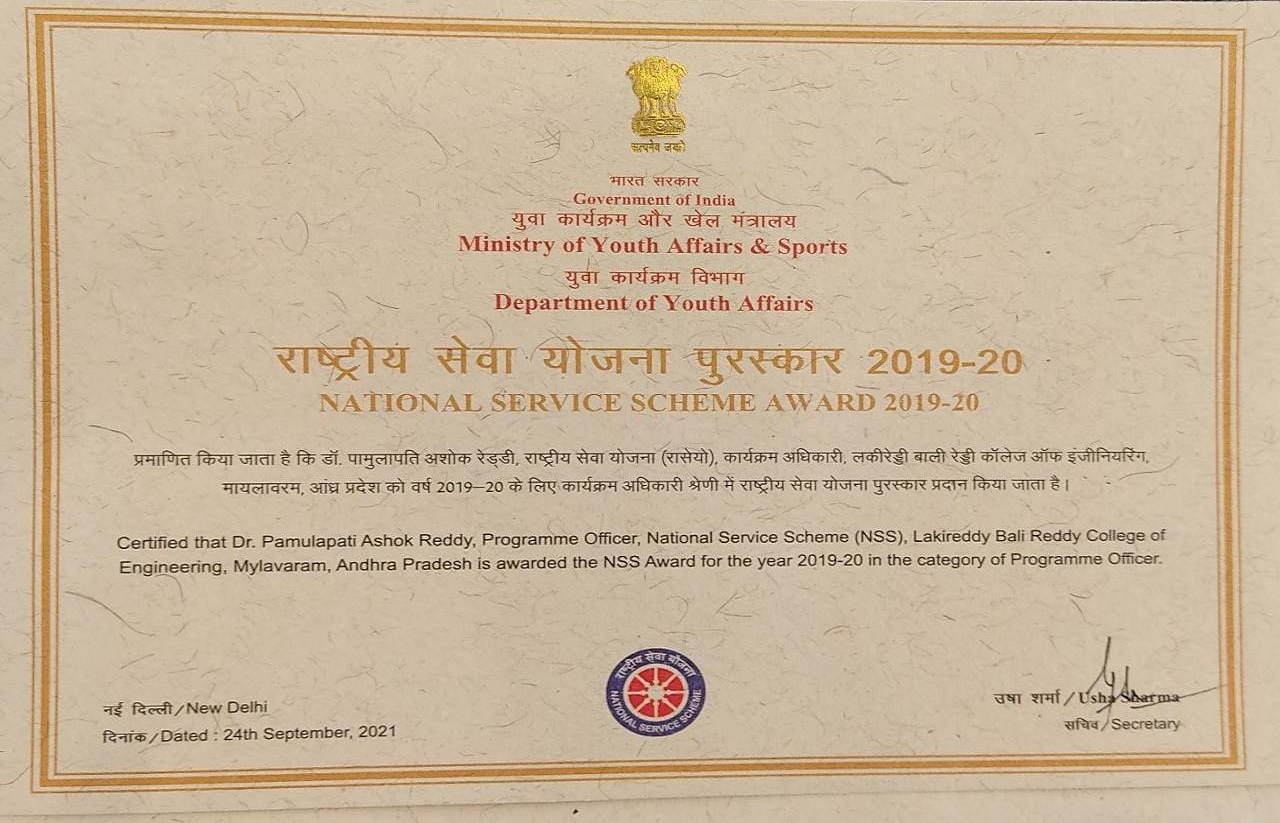 सत्यमेव जयते
भारत सरकार
Government of India
युवा कार्यक्रम और खेल मंत्रालय
Ministry of Youth Affairs & Sports
युवा कार्यक्रम विभाग
Department of Youth Affairs
राष्ट्रीय सेवा योजना पुरस्कार 2019-20
NATIONAL SERVICE SCHEME AWARD 2019-20
प्रमाणित किया जाता है कि डॉ. पामुलापति अशोक रेड्डी, राष्ट्रीय सेवा योजना (रासेयो), कार्यक्रम अधिकारी, लकीरेड्डी बाली रेड्डी कॉलेज ऑफ इंजीनियरिंग,
मायलावरम, आंध्र प्रदेश को वर्ष 2019–20 के लिए कार्यक्रम अधिकारी श्रेणी में राष्ट्रीय सेवा योजना पुरस्कार प्रदान किया जाता है।
Certified that Dr. Pamulapati Ashok Reddy, Programme Officer, National Service Scheme (NSS), Lakireddy Bali Reddy College of
Engineering, Mylavaram, Andhra Pradesh is awarded the NSS Award for the year 2019-20 in the category of Programme Officer.
राष्ट्रीय सेवा योजना
NATIONAL SERVICE SCHEME
नई दिल्ली/New Delhi
दिनांक/Dated : 24th September, 2021
उषा शर्मा/Usha Sharma
सचिव/Secretary